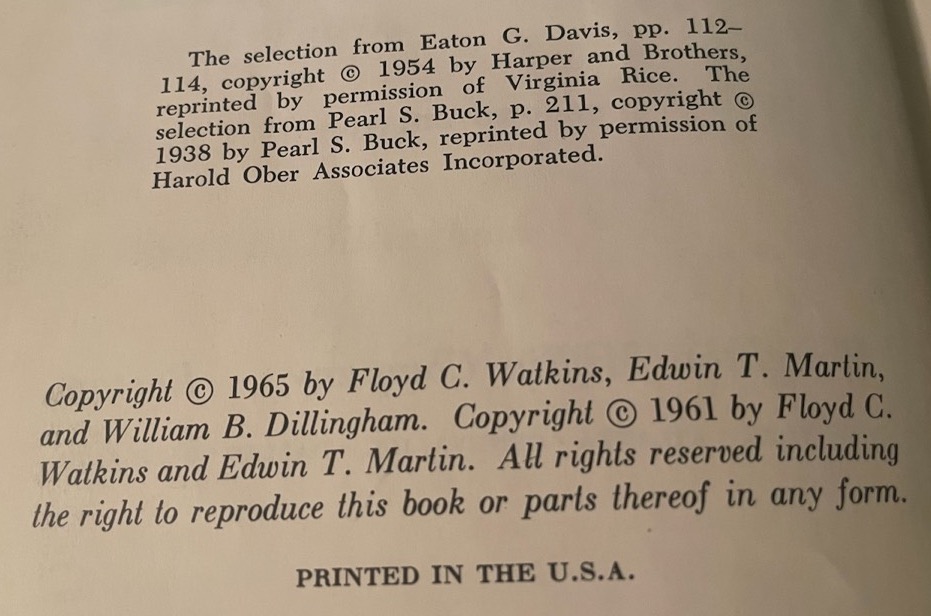 The selection from Eaton G. Davis, pp. 112–
114, copyright © 1954 by Harper and Brothers,
reprinted by permission of Virginia Rice. The
selection from Pearl S. Buck, p. 211, copyright ©
1938 by Pearl S. Buck, reprinted by permission of
Harold Ober Associates Incorporated.
Copyright © 1965 by Floyd C. Watkins, Edwin T. Martin,
and William B. Dillingham. Copyright © 1961 by Floyd C.
Watkins and Edwin T. Martin. All rights reserved including
the right to reproduce this book or parts thereof in any form.
PRINTED IN THE U.S.A.